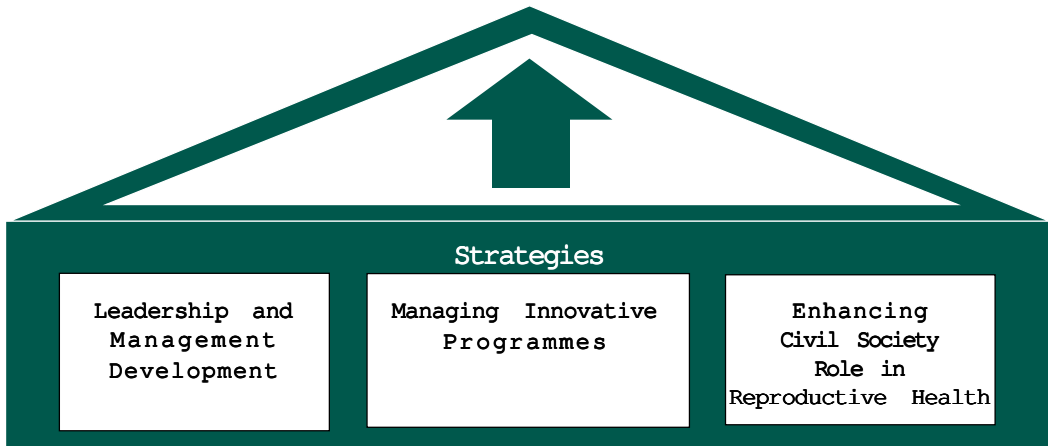 Strategies
Leadership and
Management
Development
Managing Innovative
Programmes
Enhancing
Civil Society
Role in
Reproductive Health